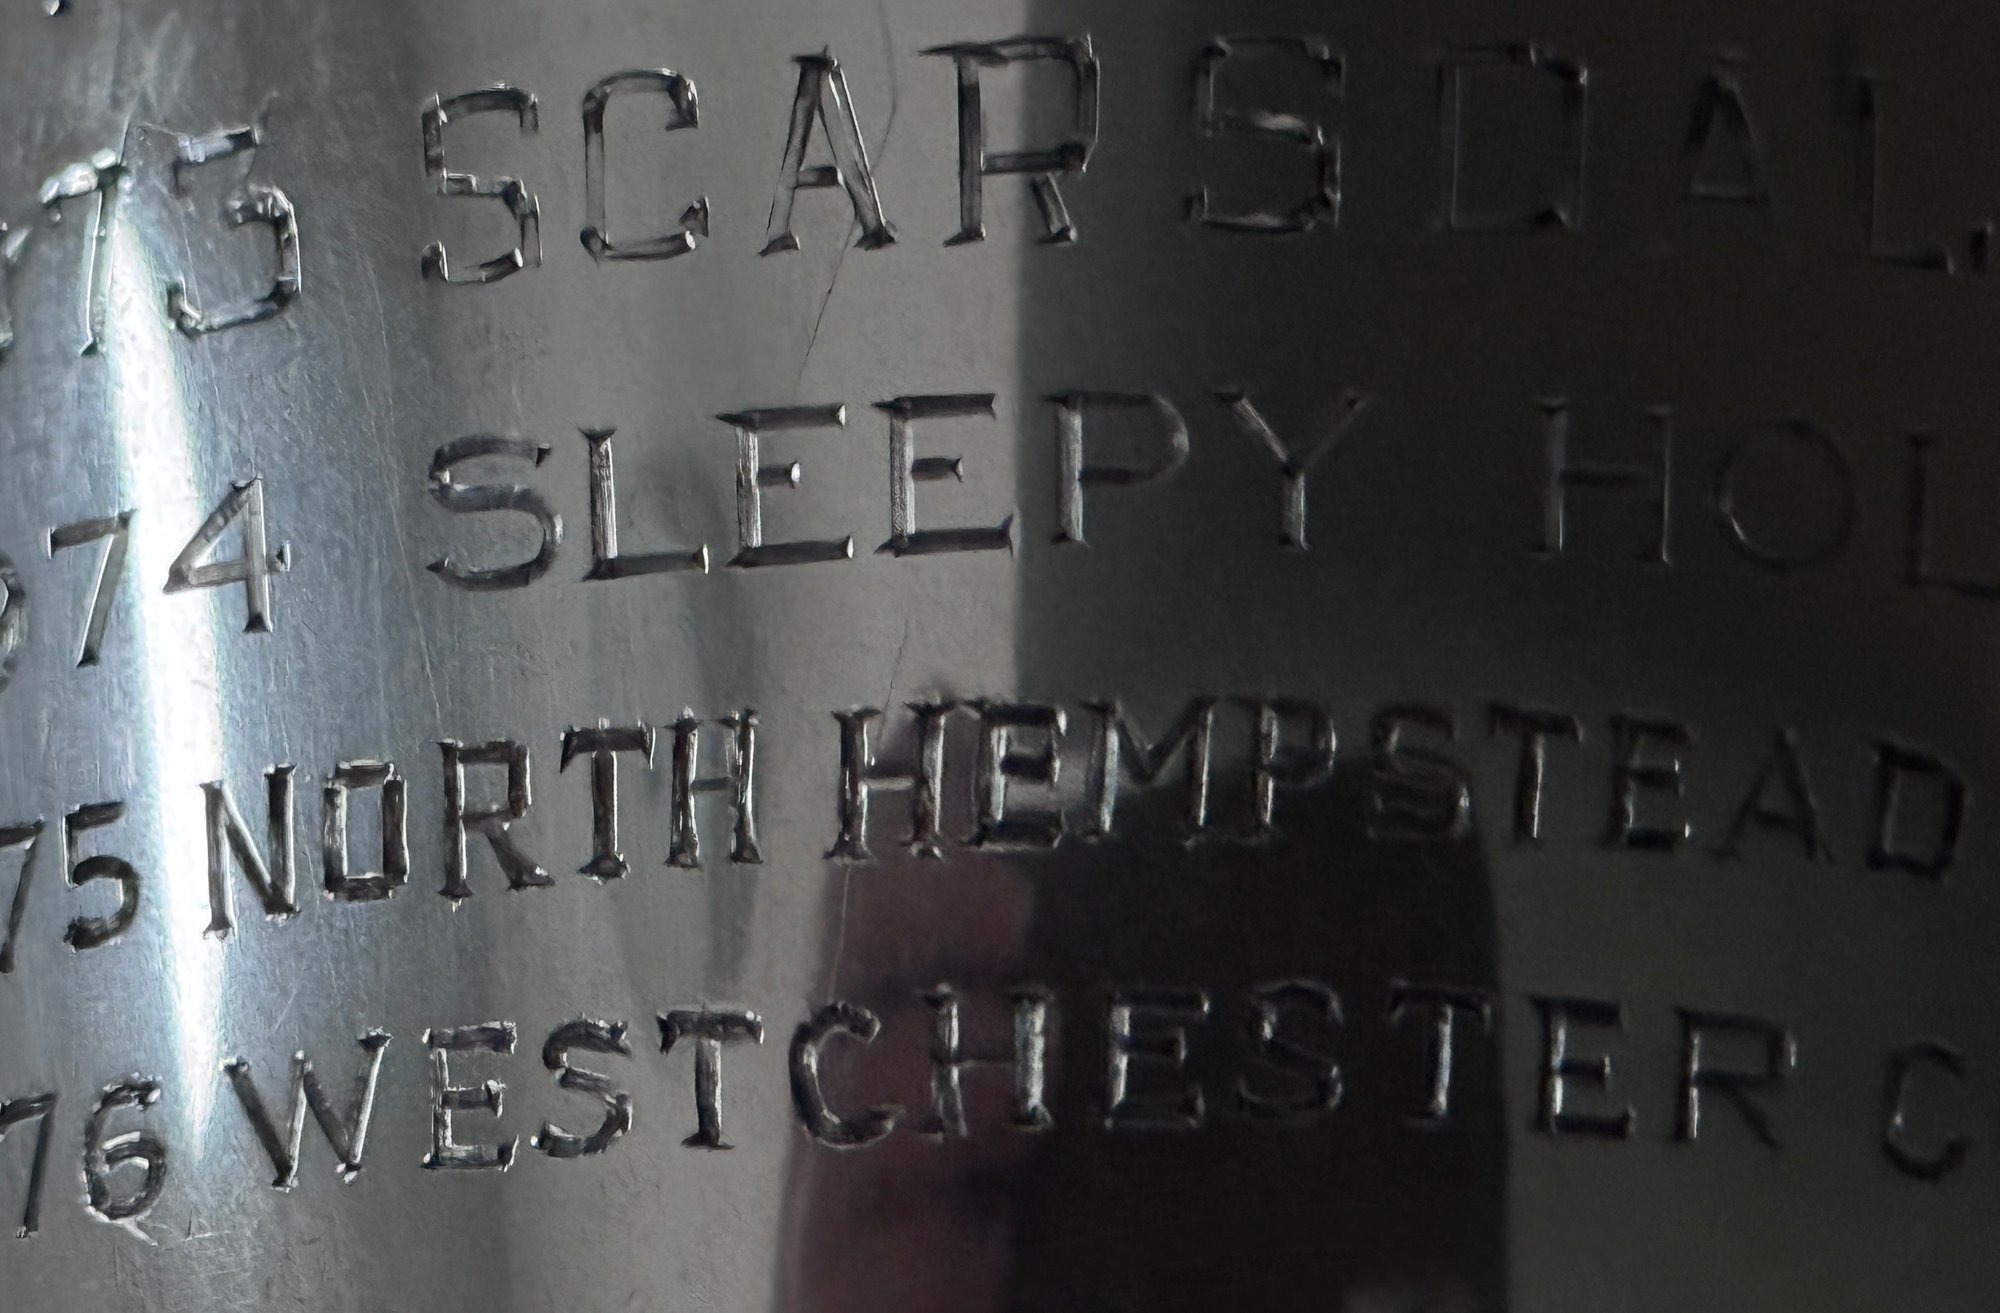 73 SCARSDAL
74 SLEEPY HOL
75 NORTH HEMPSTEAD
76 WESTCHESTER C